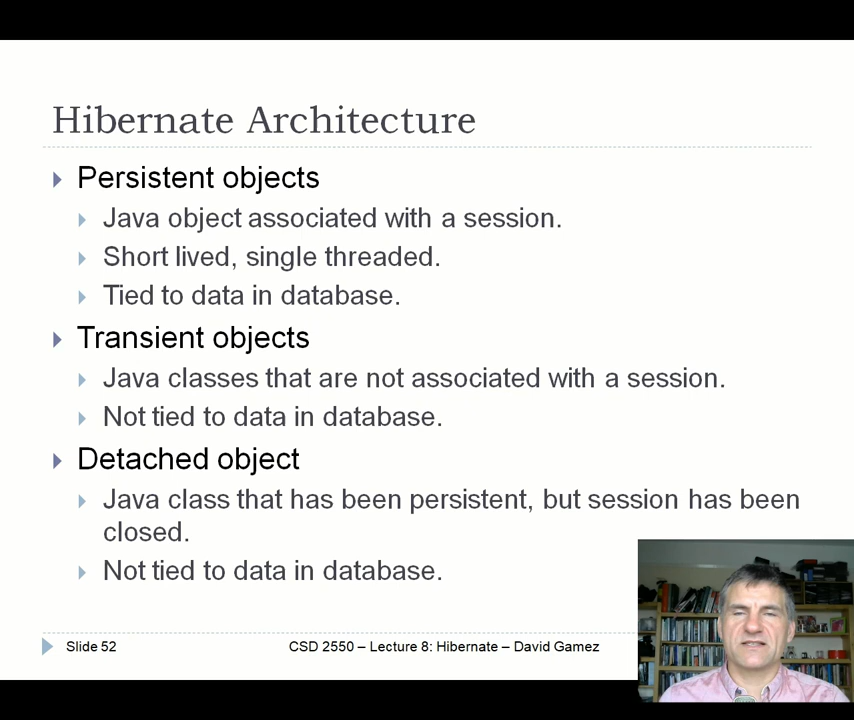 Hibernate Architecture
Persistent objects
Java object associated with a session.
Short lived, single threaded.
Tied to data in database.
Transient objects
Java classes that are not associated with a session.
Not tied to data in database.
Detached object
Java class that has been persistent, but session has been
closed.
Not tied to data in database.
Slide 52
CSD 2550 – Lecture 8: Hibernate – David Gamez